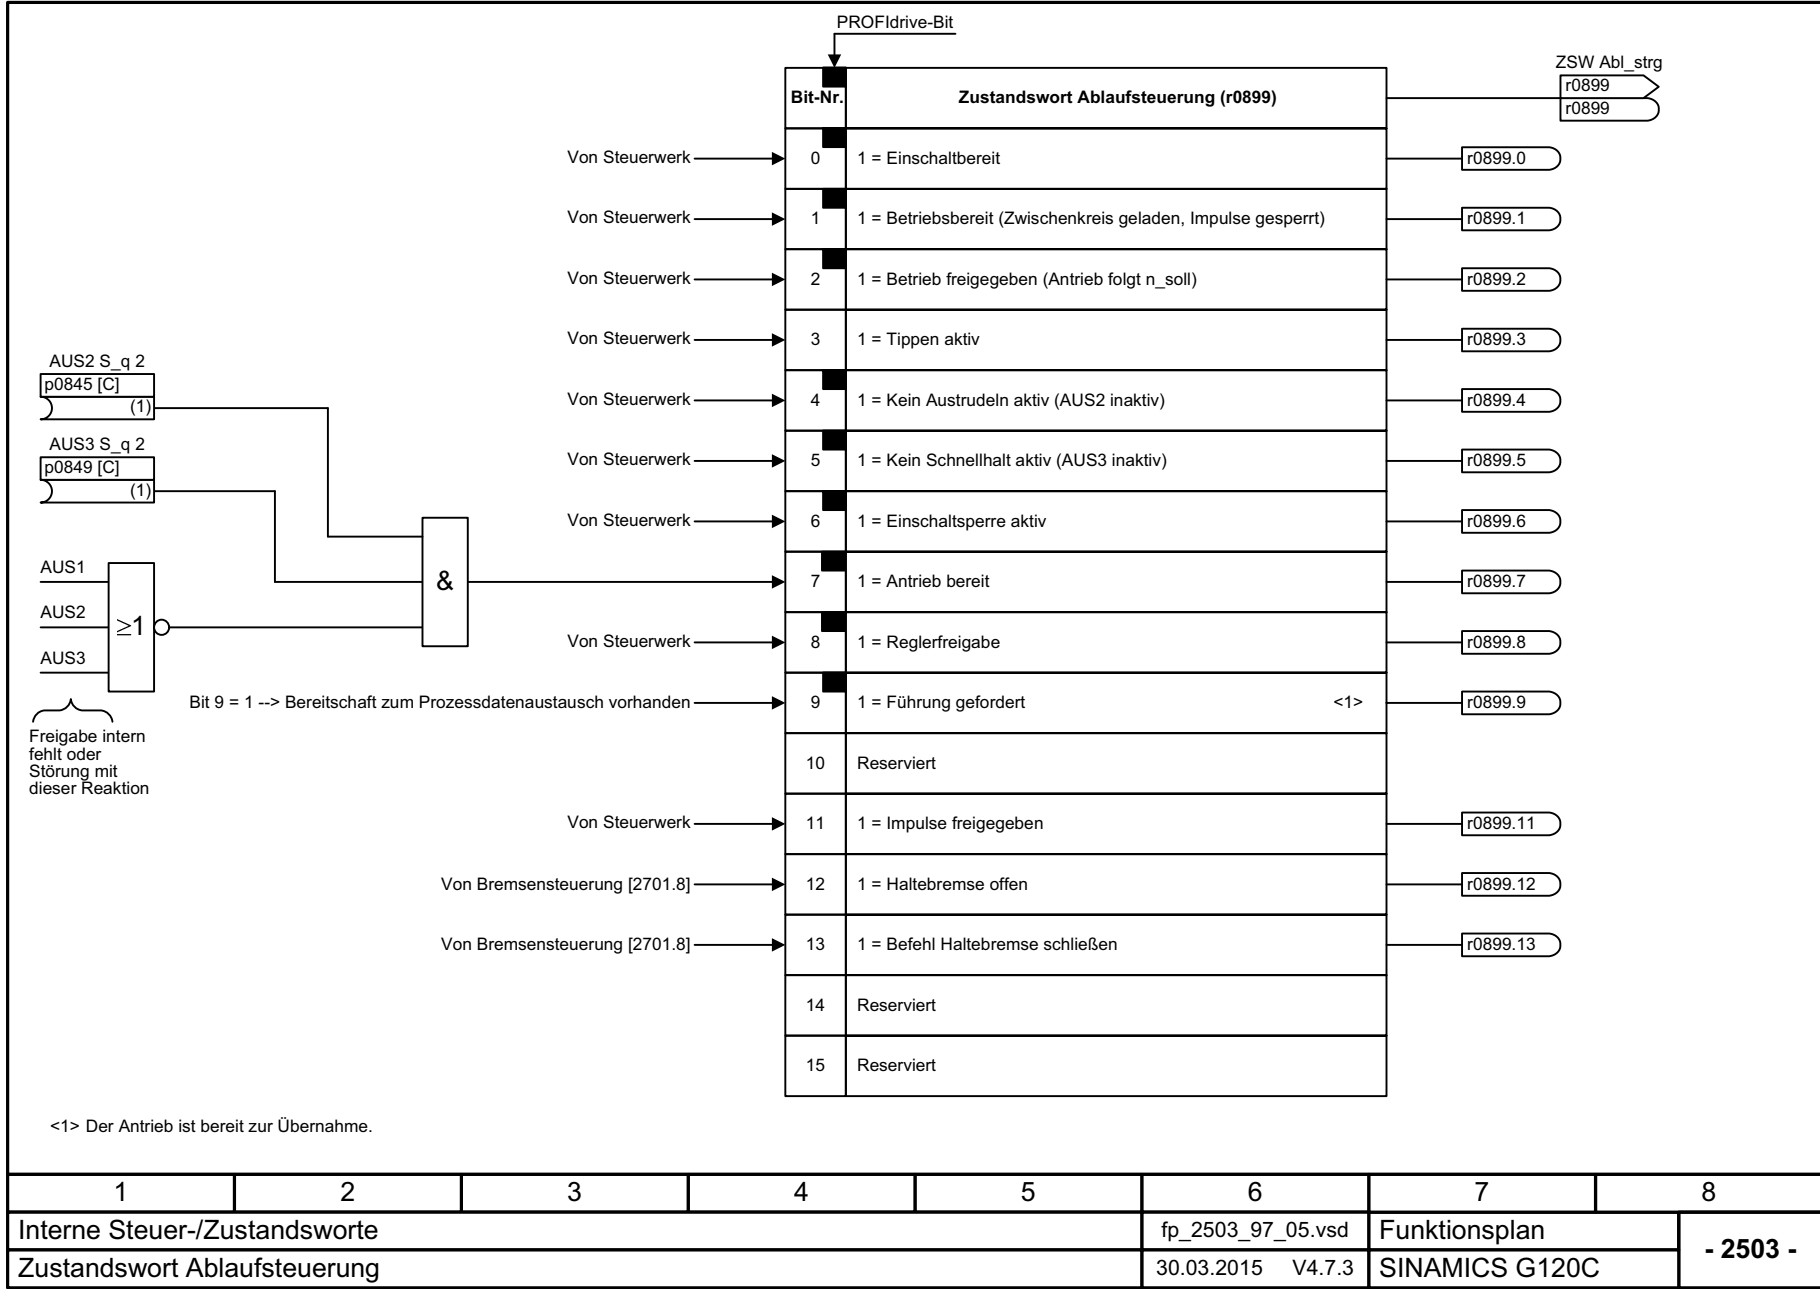 PROFIdrive-Bit
ZSW Abl_strg
r0899
r0899
Bit-Nr. Zustandswort Ablaufsteuerung (r0899)
Von Steuerwerk 0 1 = Einschaltbereit r0899.0
Von Steuerwerk 1 1 = Betriebsbereit (Zwischenkreis geladen, Impulse gesperrt) r0899.1
Von Steuerwerk 2 1 = Betrieb freigegeben (Antrieb folgt n_soll) r0899.2
Von Steuerwerk 3 1 = Tippen aktiv r0899.3
AUS2 S_q 2
p0845 [C]
(1)
Von Steuerwerk 4 1 = Kein Austrudeln aktiv (AUS2 inaktiv) r0899.4
AUS3 S_q 2
p0849 [C]
(1)
Von Steuerwerk 5 1 = Kein Schnellhalt aktiv (AUS3 inaktiv) r0899.5
Von Steuerwerk 6 1 = Einschaltsperre aktiv r0899.6
AUS1
AUS2
AUS3
≥1
&
7 1 = Antrieb bereit r0899.7
Von Steuerwerk 8 1 = Reglerfreigabe r0899.8
Freigabe intern
fehlt oder
Störung mit
dieser Reaktion
Bit 9 = 1 --> Bereitschaft zum Prozessdatenaustausch vorhanden 9 1 = Führung gefordert <1> r0899.9
10 Reserviert
Von Steuerwerk 11 1 = Impulse freigegeben r0899.11
Von Bremsensteuerung [2701.8] 12 1 = Haltebremse offen r0899.12
Von Bremsensteuerung [2701.8] 13 1 = Befehl Haltebremse schließen r0899.13
14 Reserviert
15 Reserviert
<1> Der Antrieb ist bereit zur Übernahme.
1 2 3 4 5 6 7 8
Interne Steuer-/Zustandsworte fp_2503_97_05.vsd Funktionsplan
- 2503 -
Zustandswort Ablaufsteuerung 30.03.2015 V4.7.3 SINAMICS G120C